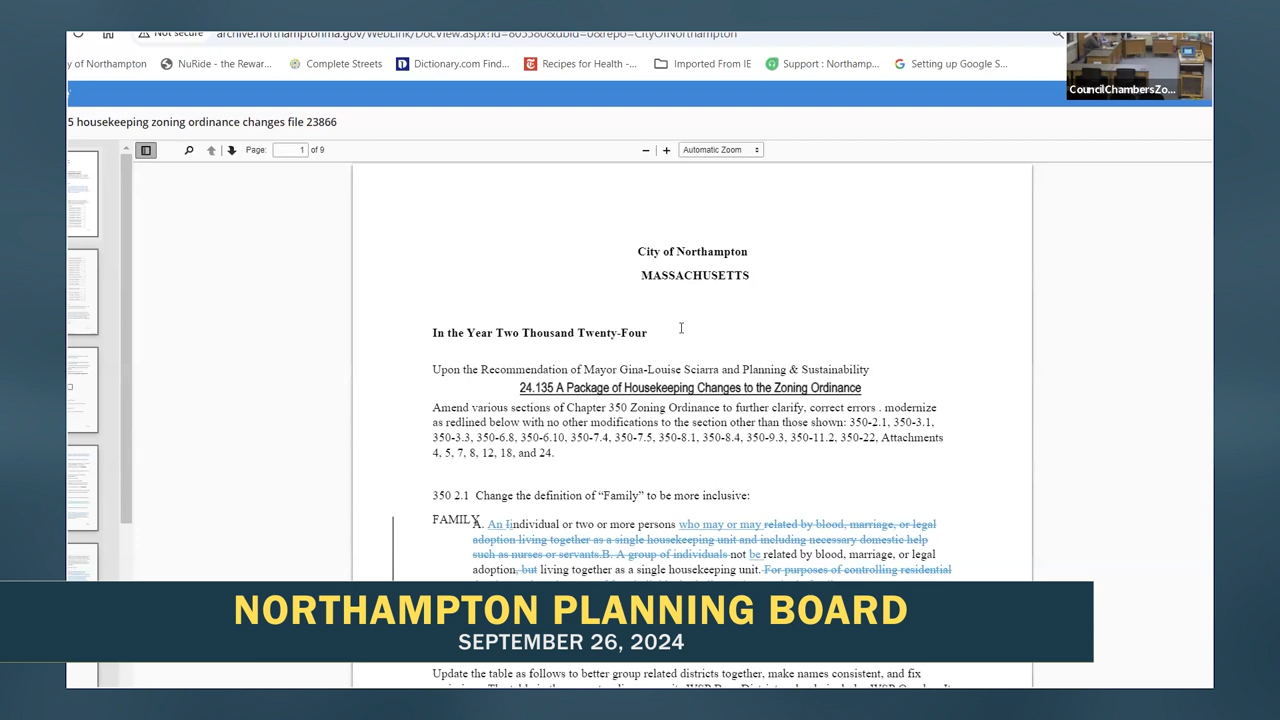 Not secure archive.northamptonma.gov/WebLink/DocView.aspx?id=805580&dbid=0&repo=CityOfNorthampton
y of Northampton NuRide - the Rewar... Complete Streets Dictionary.com Find... Recipes for Health -... Imported From IE Support : Northamp... Setting up Google S...
CouncilChambersZo...
5 housekeeping zoning ordinance changes file 23866
Page: 1 of 9 Automatic Zoom
City of Northampton
MASSACHUSETTS
In the Year Two Thousand Twenty-Four
Upon the Recommendation of Mayor Gina-Louise Sciarra and Planning & Sustainability
24.135 A Package of Housekeeping Changes to the Zoning Ordinance
Amend various sections of Chapter 350 Zoning Ordinance to further clarify, correct errors . modernize
as redlined below with no other modifications to the section other than those shown: 350-2.1, 350-3.1,
350-3.3, 350-6.8, 350-6.10, 350-7.4, 350-7.5, 350-8.1, 350-8.4, 350-9.3, 350-11.2, 350-22, Attachments
4, 5, 7, 8, 12, 18, and 24.
350 2.1 Change the definition of “Family” to be more inclusive:
FAMILY
A. An Iindividual or two or more persons who may or may related by blood, marriage, or legal
adoption living together as a single housekeeping unit and including necessary domestic help
such as nurses or servants.B. A group of individuals not be related by blood, marriage, or legal
adoption, but living together as a single housekeeping unit. For purposes of controlling residential
NORTHAMPTON PLANNING BOARD
SEPTEMBER 26, 2024
Update the table as follows to better group related districts together, make names consistent, and fix